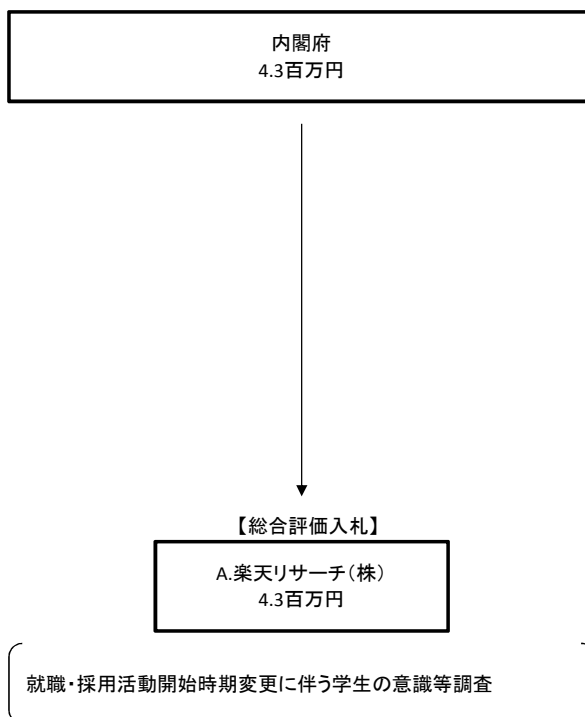 内閣府
4.3百万円
【総合評価入札】
A.楽天リサーチ（株）
4.3百万円
就職・採用活動開始時期変更に伴う学生の意識等調査